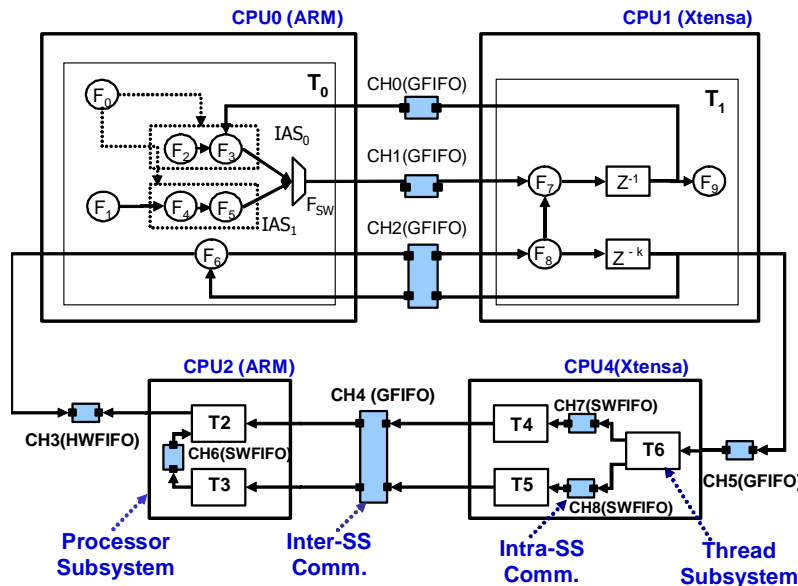 CPU0 (ARM)
CPU1 (Xtensa)
T0
CH0(GFIFO)
T1
F0
IAS0
F2
F3
CH1(GFIFO)
F7
Z-1
F9
F1
F4
F5
FSW
IAS1
CH2(GFIFO)
F6
F8
Z-k
CPU2 (ARM)
CPU4(Xtensa)
CH4 (GFIFO)
T2
T4
CH7(SWFIFO)
CH3(HWFIFO)
CH6(SWFIFO)
T6
T3
T5
CH5(GFIFO)
CH8(SWFIFO)
Processor
Subsystem
Inter-SS
Comm.
Intra-SS
Comm.
Thread
Subsystem